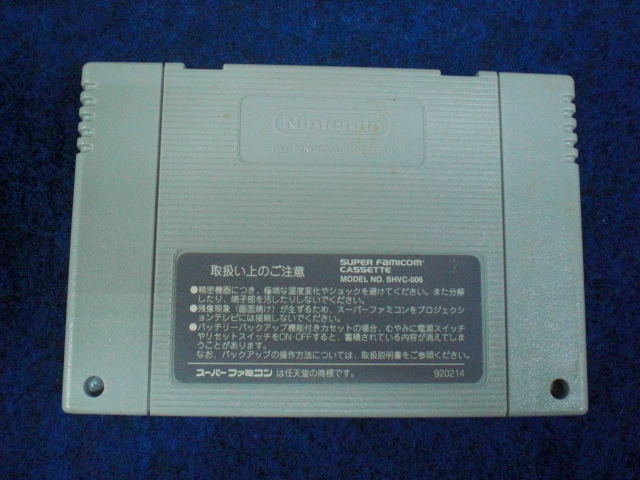 Nintendo
取扱い上のご注意
SUPER FAMICOM
CASSETTE
MODEL NO. SHVC-006
●精密機器につき、極端な温度変化やショックを避けてください。また分解
したり、端子部を汚したりしないでください。
●残像現象（画面焼け）が生ずるため、スーパーファミコンをプロジェクシ
ョンテレビには接続しないでください。
●バッテリーバックアップ機能付きカセットの場合、むやみに電源スイッチ
やリセットスイッチをON·OFFすると、蓄積されている内容が消えてしま
うことがあります。
なお、バックアップの操作方法については、取扱説明書をご参照ください。
スーパーファミコンは任天堂の商標です。
920214